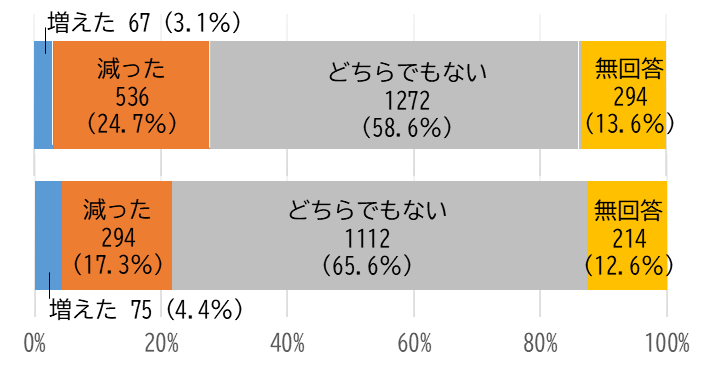 増えた 67（3.1%）
減った
536
（24.7%）
どちらでもない
1272
（58.6%）
無回答
294
（13.6%）
減った
294
（17.3%）
どちらでもない
1112
（65.6%）
無回答
214
（12.6%）
増えた 75（4.4%）
0% 20% 40% 60% 80% 100%